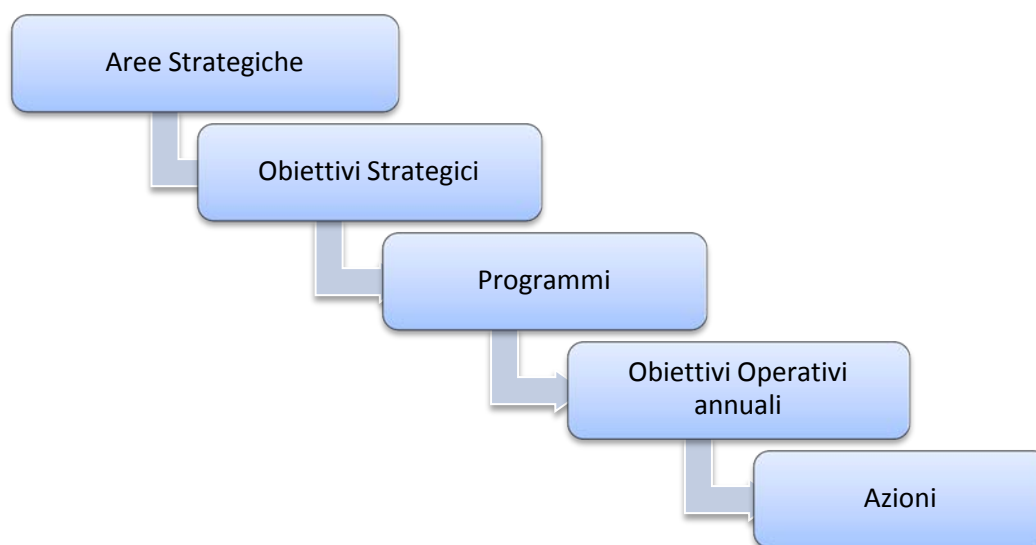 Aree Strategiche
Obiettivi Strategici
Programmi
Obiettivi Operativi
annuali
Azioni